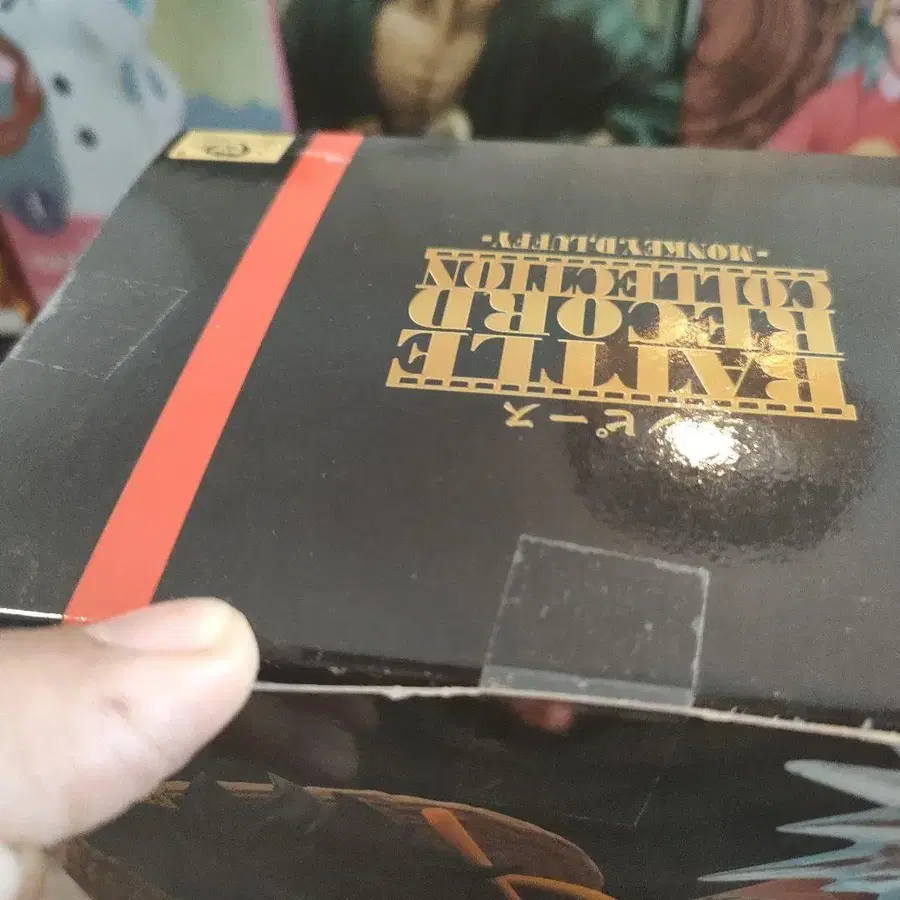 ピース
BATTLE
RECORD
COLLECTION
-MONKEY.D.LUFFY-